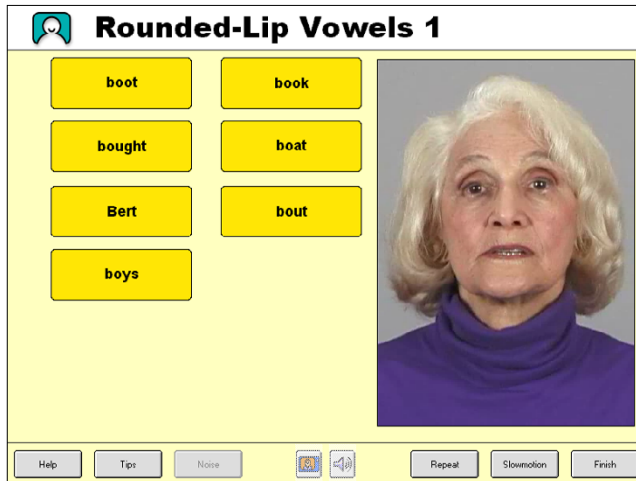 Rounded-Lip Vowels 1
boot book
bought boat
Bert bout
boys
Help Tips Noise Repeat Slowmotion Finish